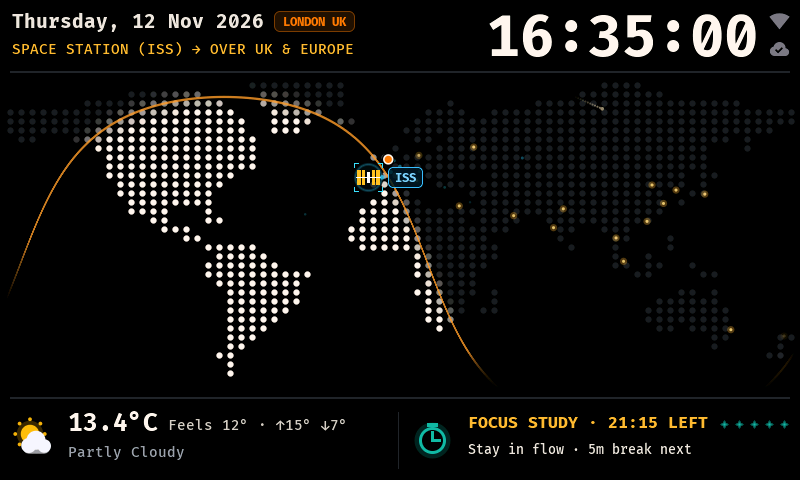 Thursday, 12 Nov 2026 LONDON UK
16:35:00
SPACE STATION (ISS) → OVER UK & EUROPE
ISS
13.4°C Feels 12° · ↑15° ↓7°
Partly Cloudy
FOCUS STUDY · 21:15 LEFT
Stay in flow · 5m break next